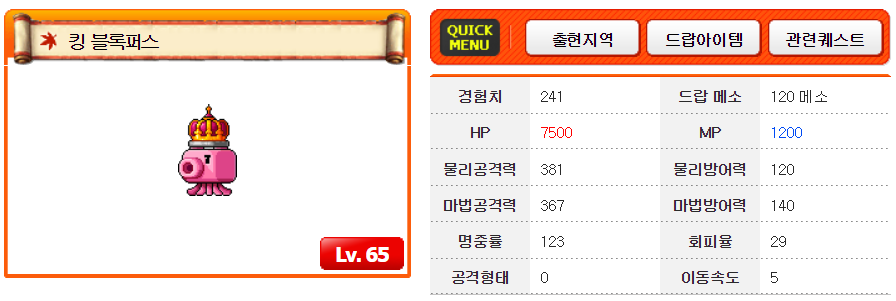 킹 블록퍼스
Lv. 65
QUICK MENU 출현지역 드랍아이템 관련퀘스트
경험치 241 드랍 메소 120 메소
HP 7500 MP 1200
물리공격력 381 물리방어력 120
마법공격력 367 마법방어력 140
명중률 123 회피율 29
공격형태 0 이동속도 5